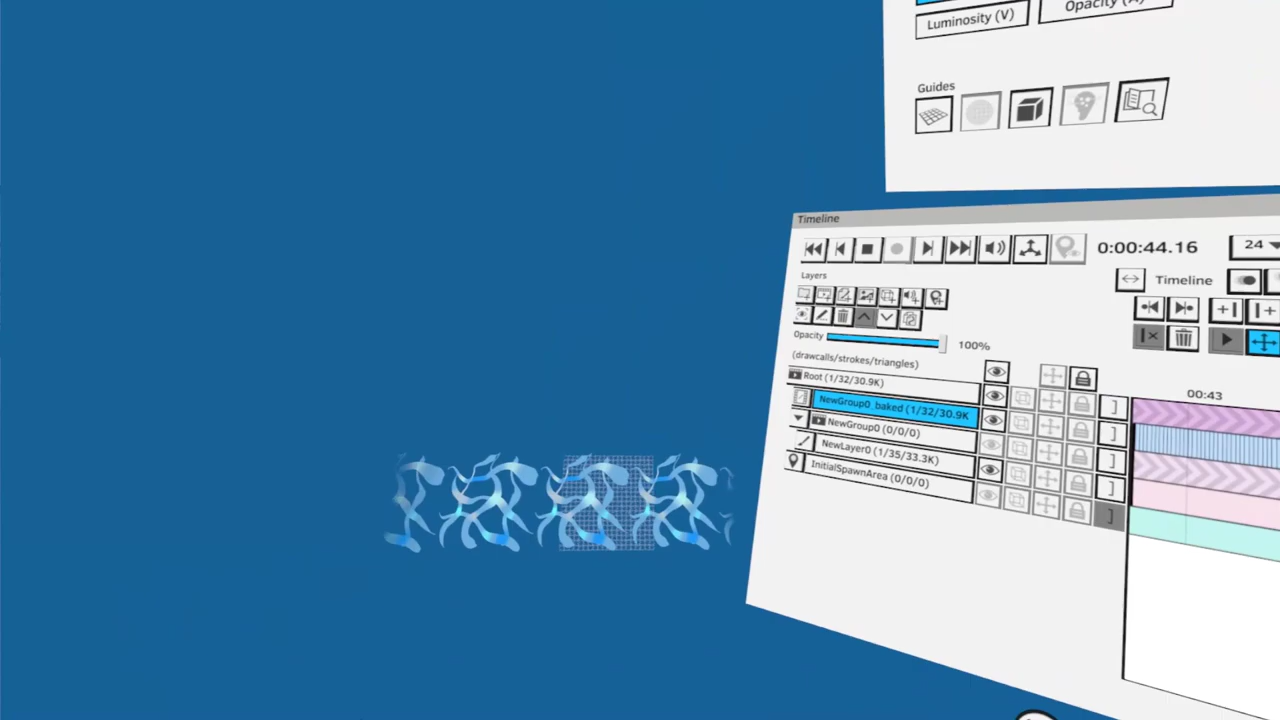 Luminosity (V)
Opacity (A)
Guides
Timeline
0:00:44.16
24
Timeline
Layers
Opacity
100%
(drawcalls/strokes/triangles)
Root (1/32/30.9K)
00:43
NewGroup0_baked (1/32/30.9K
NewGroup0 (0/0/0)
NewLayer0 (1/35/33.3K)
InitialSpawnArea (0/0/0)